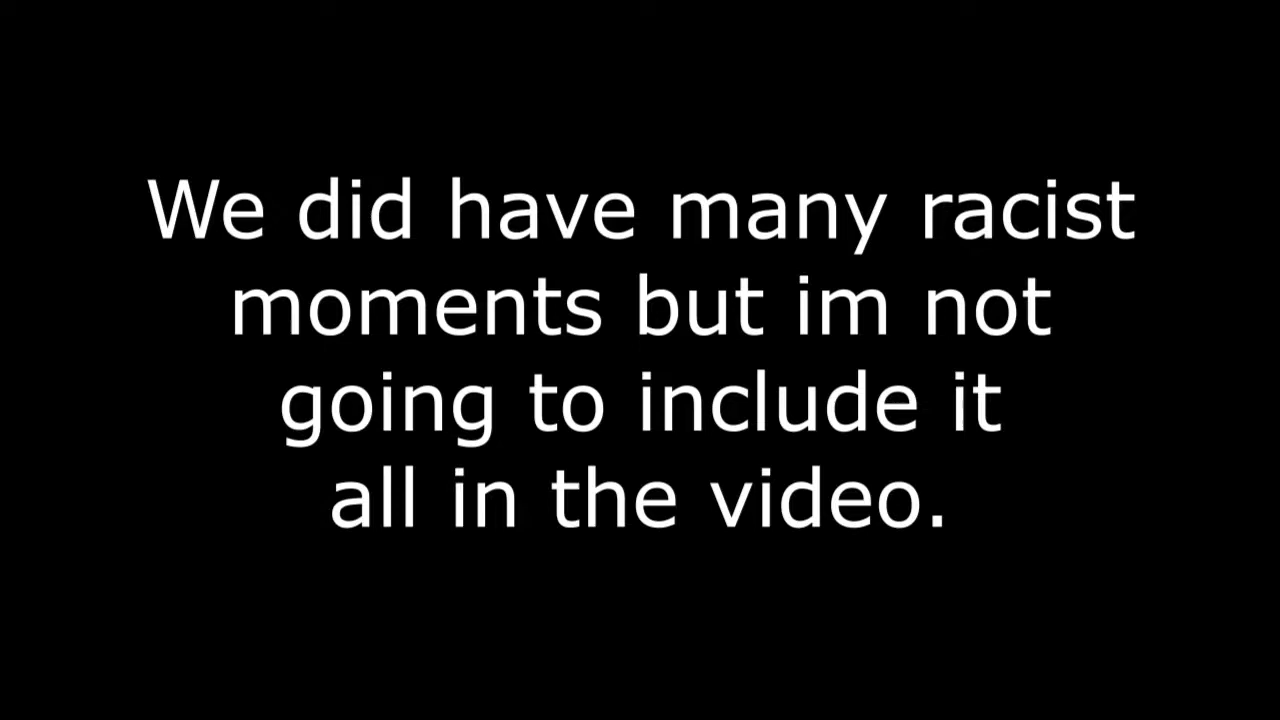 We did have many racist
moments but im not
going to include it
all in the video.